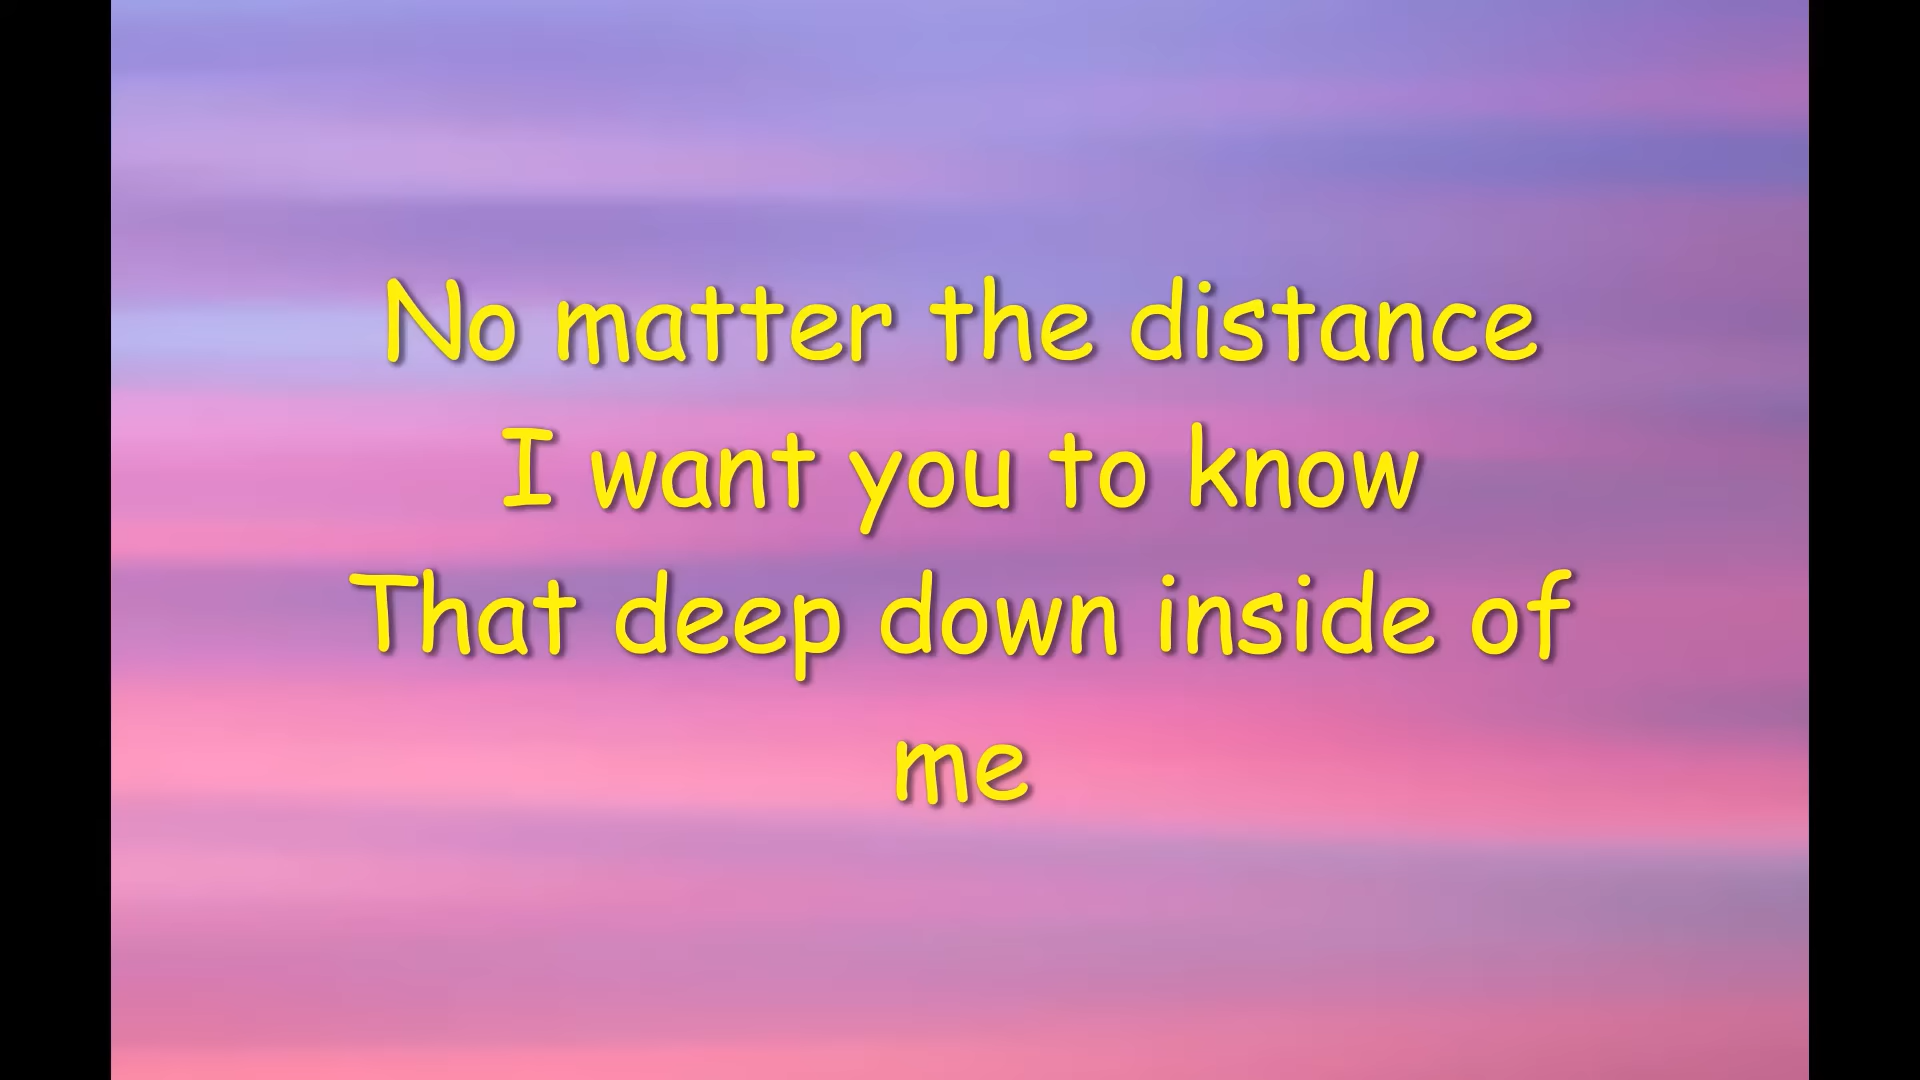 No matter the distance
I want you to know
That deep down inside of
me